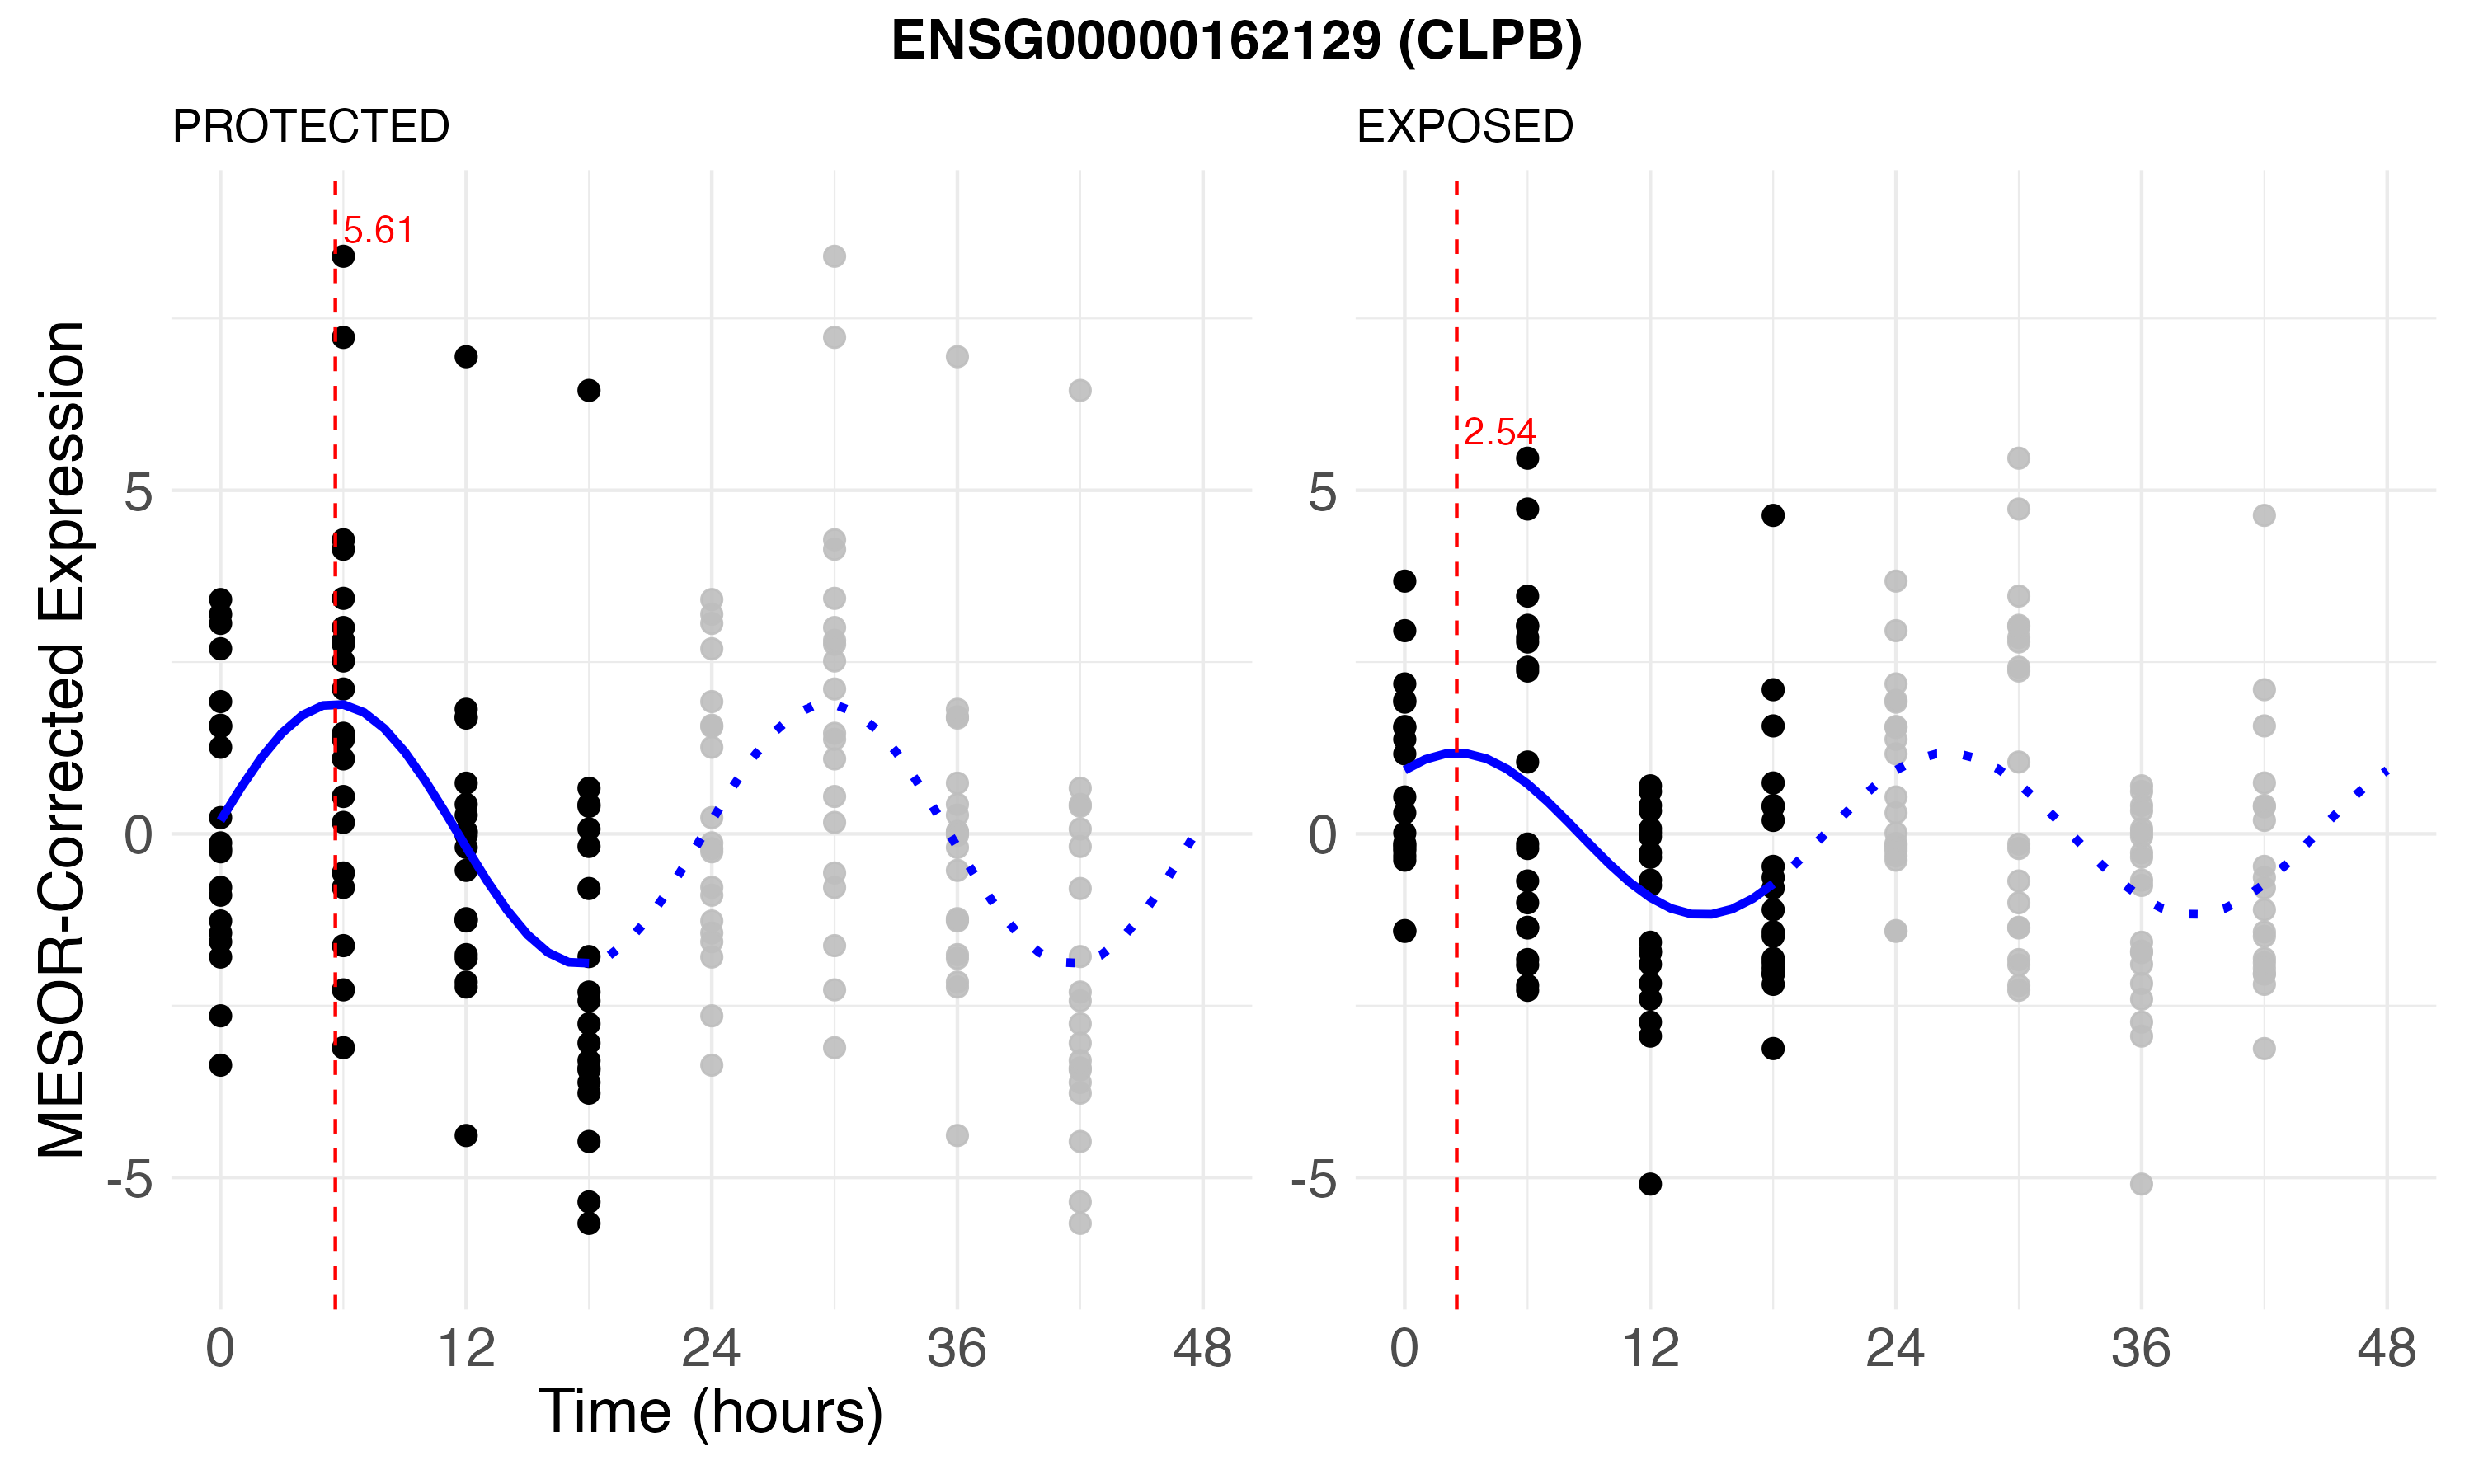 ENSG00000162129 (CLPB)
PROTECTED
EXPOSED
MESOR-Corrected Expression
5.61
5
0
-5
0 12 24 36 48
2.54
5
0
-5
0 12 24 36 48
Time (hours)